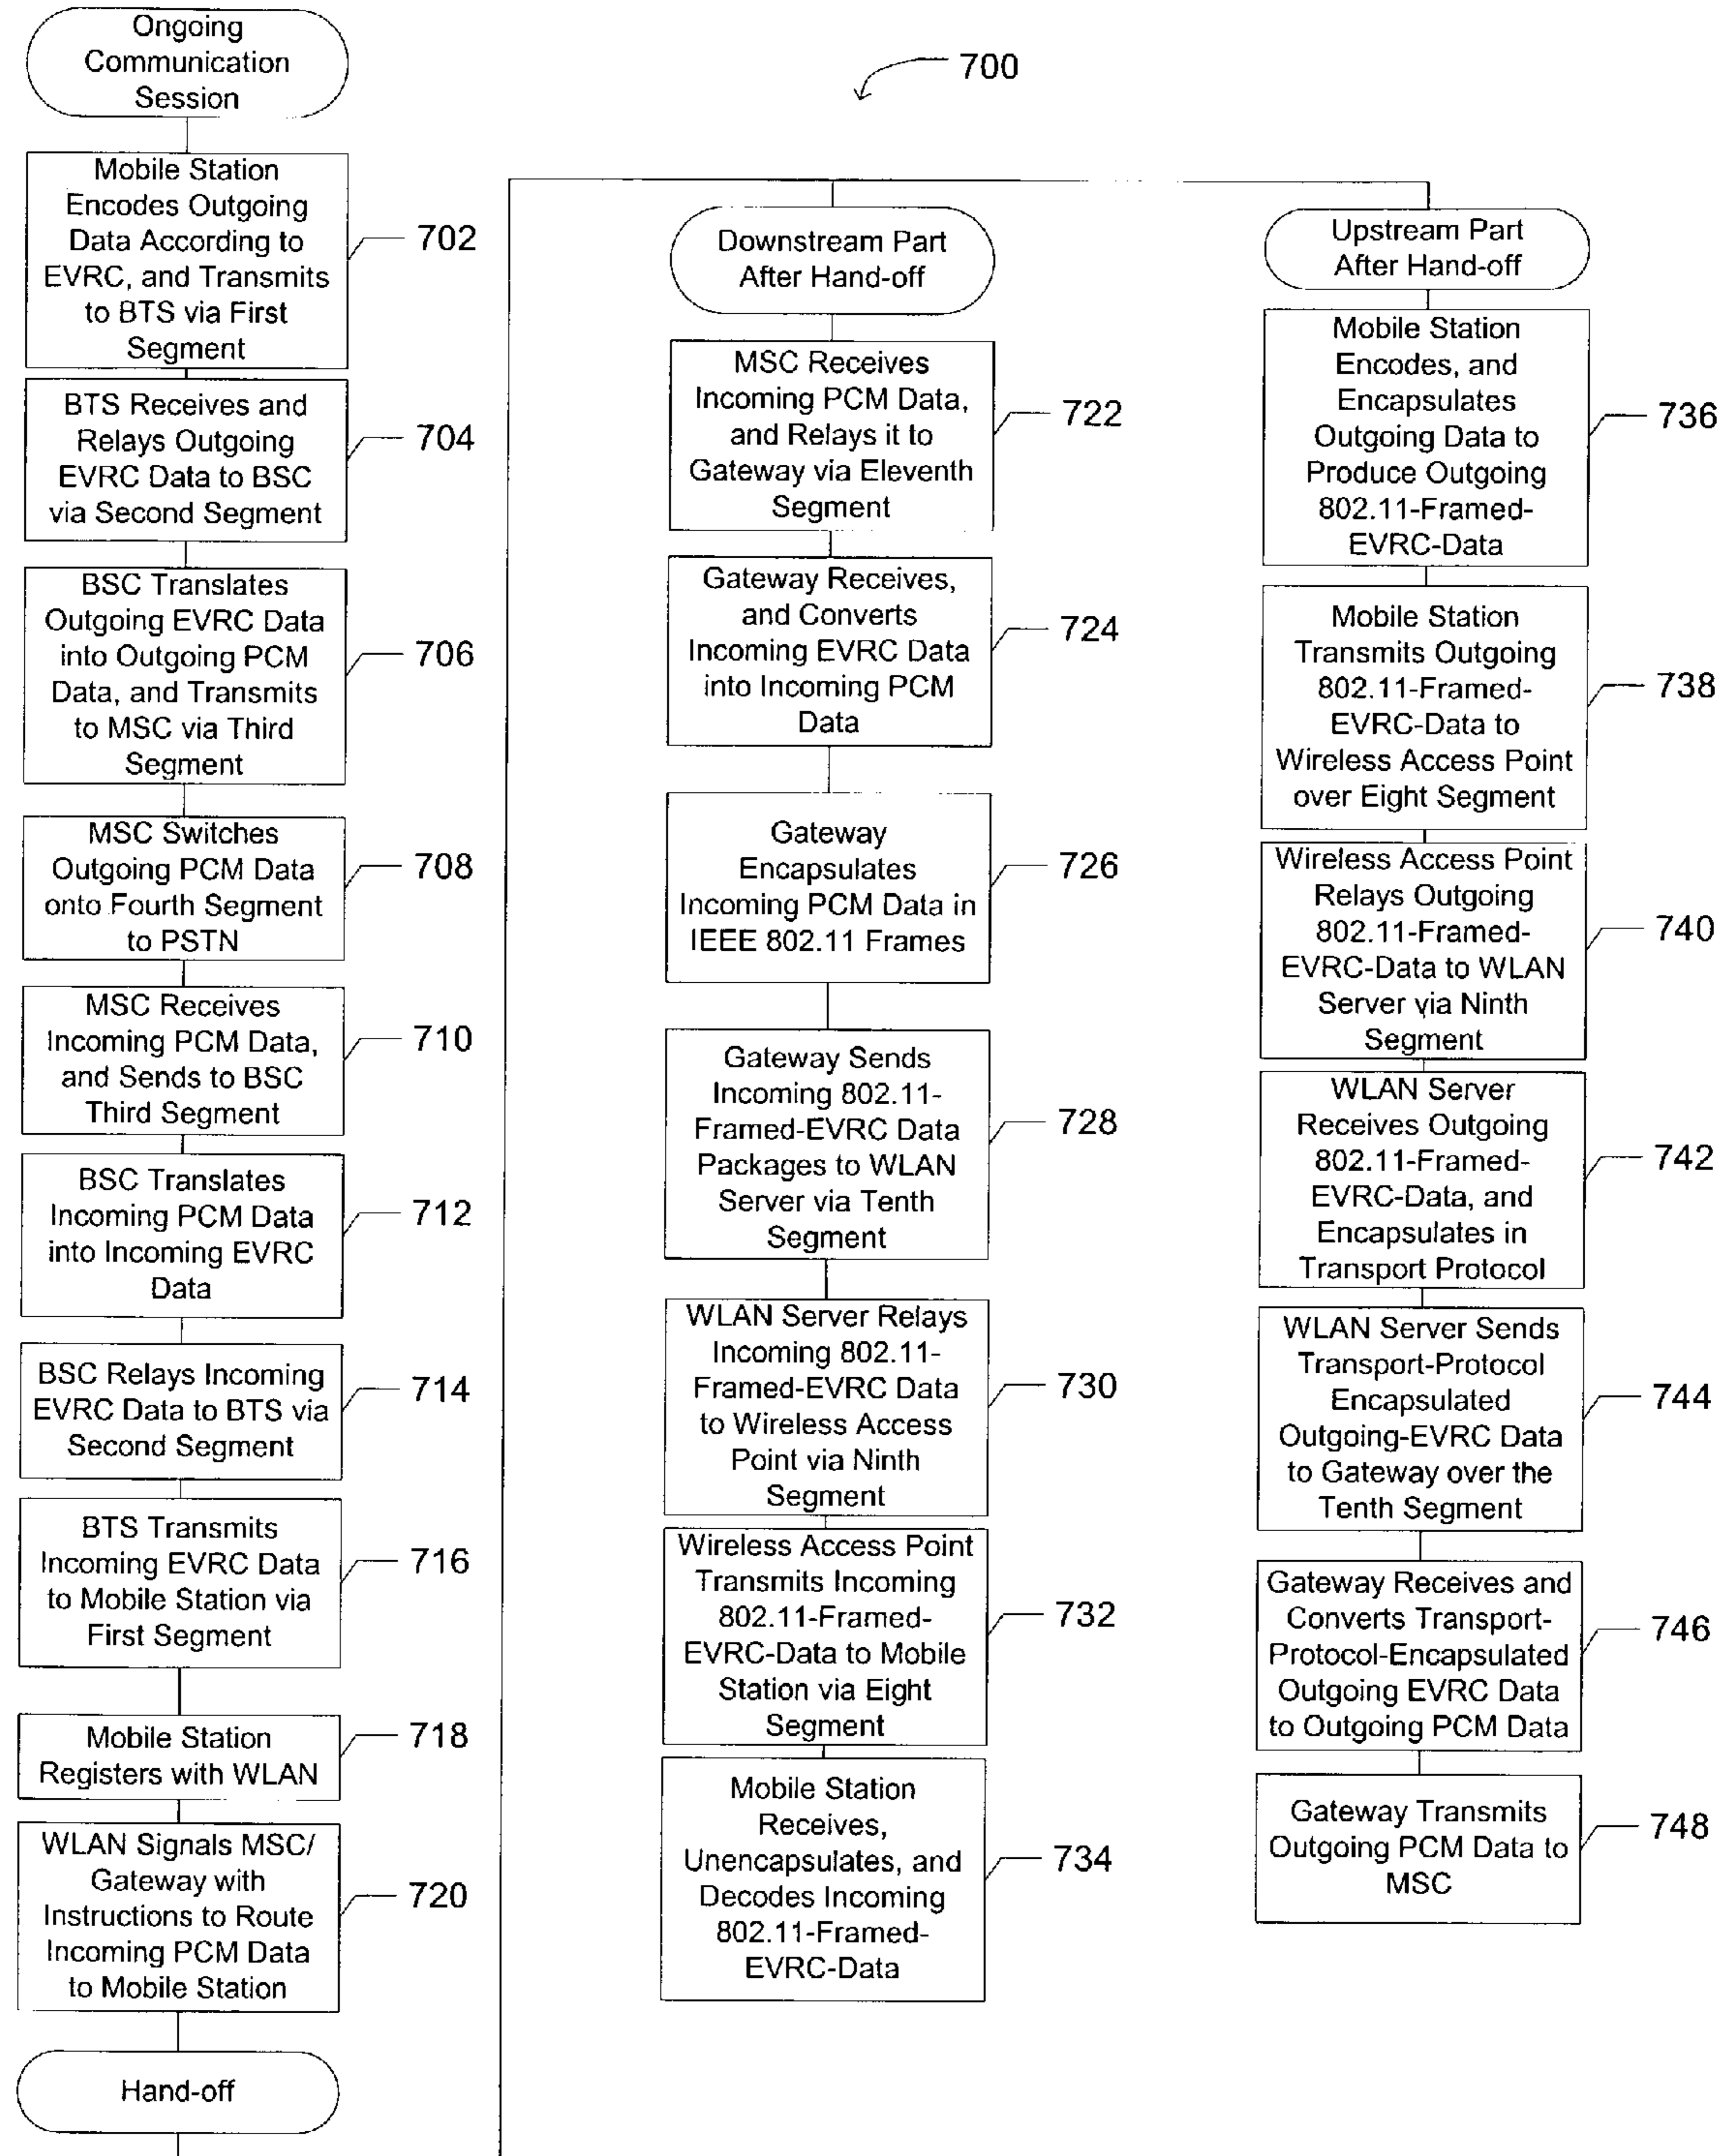 Ongoing
Communication
Session
Mobile Station
Encodes Outgoing
Data According to
EVRC, and Transmits
to BTS via First
Segment
702
BTS Receives and
Relays Outgoing
EVRC Data to BSC
via Second Segment
704
BSC Translates
Outgoing EVRC Data
into Outgoing PCM
Data, and Transmits
to MSC via Third
Segment
706
MSC Switches
Outgoing PCM Data
onto Fourth Segment
to PSTN
708
MSC Receives
Incoming PCM Data,
and Sends to BSC
Third Segment
710
BSC Translates
Incoming PCM Data
into Incoming EVRC
Data
712
BSC Relays Incoming
EVRC Data to BTS via
Second Segment
714
BTS Transmits
Incoming EVRC Data
to Mobile Station via
First Segment
716
Mobile Station
Registers with WLAN
718
WLAN Signals MSC/
Gateway with
Instructions to Route
Incoming PCM Data
to Mobile Station
720
Hand-off
700
Downstream Part
After Hand-off
MSC Receives
Incoming PCM Data,
and Relays it to
Gateway via Eleventh
Segment
722
Gateway Receives,
and Converts
Incoming EVRC Data
into Incoming PCM
Data
724
Gateway
Encapsulates
Incoming PCM Data in
IEEE 802.11 Frames
726
Gateway Sends
Incoming 802.11-
Framed-EVRC Data
Packages to WLAN
Server via Tenth
Segment
728
WLAN Server Relays
Incoming 802.11-
Framed-EVRC Data
to Wireless Access
Point via Ninth
Segment
730
Wireless Access Point
Transmits Incoming
802.11-Framed-
EVRC-Data to Mobile
Station via Eight
Segment
732
Mobile Station
Receives,
Unencapsulates, and
Decodes Incoming
802.11-Framed-
EVRC-Data
734
Upstream Part
After Hand-off
Mobile Station
Encodes, and
Encapsulates
Outgoing Data to
Produce Outgoing
802.11-Framed-
EVRC-Data
736
Mobile Station
Transmits Outgoing
802.11-Framed-
EVRC-Data to
Wireless Access Point
over Eight Segment
738
Wireless Access Point
Relays Outgoing
802.11-Framed-
EVRC-Data to WLAN
Server via Ninth
Segment
740
WLAN Server
Receives Outgoing
802.11-Framed-
EVRC-Data, and
Encapsulates in
Transport Protocol
742
WLAN Server Sends
Transport-Protocol
Encapsulated
Outgoing-EVRC Data
to Gateway over the
Tenth Segment
744
Gateway Receives and
Converts Transport-
Protocol-Encapsulated
Outgoing EVRC Data
to Outgoing PCM Data
746
Gateway Transmits
Outgoing PCM Data to
MSC
748